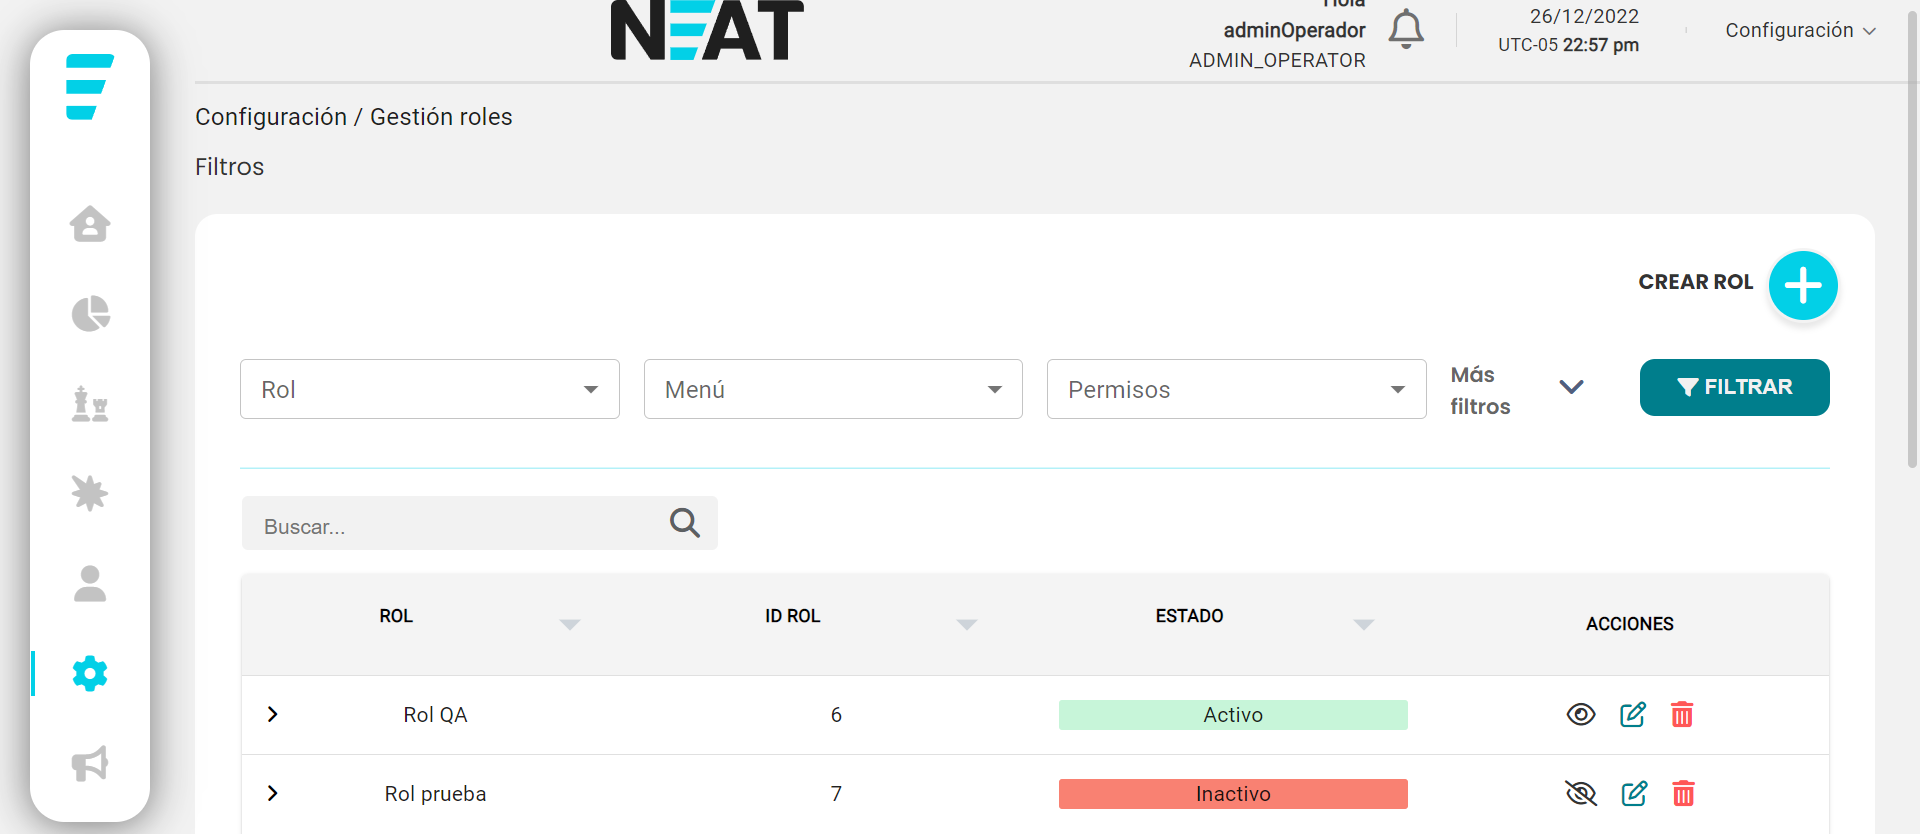 NEAT
Hola
adminOperador
ADMIN_OPERATOR
26/12/2022
UTC-05 22:57 pm
Configuración
Configuración / Gestión roles
Filtros
CREAR ROL
Rol
Menú
Permisos
Más
filtros
FILTRAR
Buscar...
ROL
ID ROL
ESTADO
ACCIONES
Rol QA
6
Activo
Rol prueba
7
Inactivo